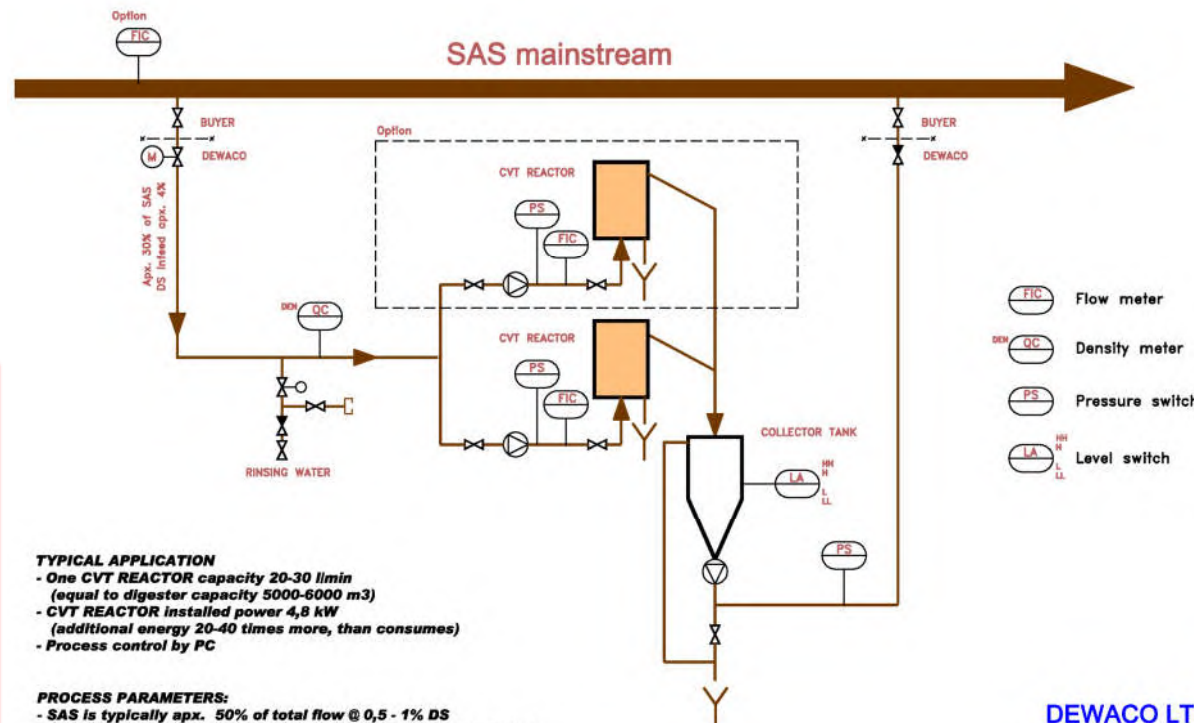 Option
FIC
SAS mainstream
BUYER
DEWACO
M
Apx. 30% of SAS
DS infeed apx. 4%
Option
CVT REACTOR
PS
FIC
BUYER
DEWACO
DEN QC
CVT REACTOR
PS
FIC
RINSING WATER
COLLECTOR TANK
LA
HH
H
L
LL
PS
FIC Flow meter
DEN QC Density meter
PS Pressure switch
LA HH H L LL Level switch
TYPICAL APPLICATION
- One CVT REACTOR capacity 20-30 l/min
(equal to digester capacity 5000-6000 m3)
- CVT REACTOR installed power 4,8 kW
(additional energy 20-40 times more, than consumes)
- Process control by PC
PROCESS PARAMETERS:
- SAS is typically apx. 50% of total flow @ 0,5 - 1% DS
DEWACO LT